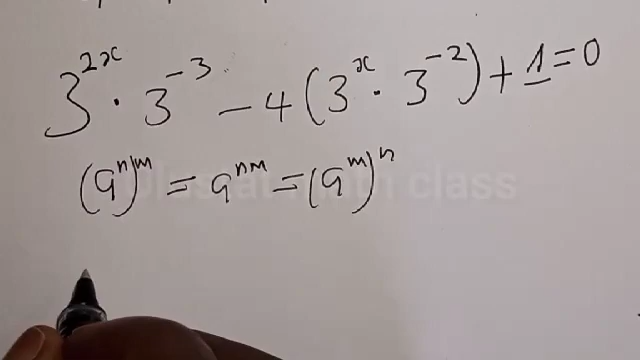 3^{2x} · 3^{-3} - 4(3^x · 3^{-2}) + 1 = 0
(a^n)^m = a^{nm} = (a^m)^n